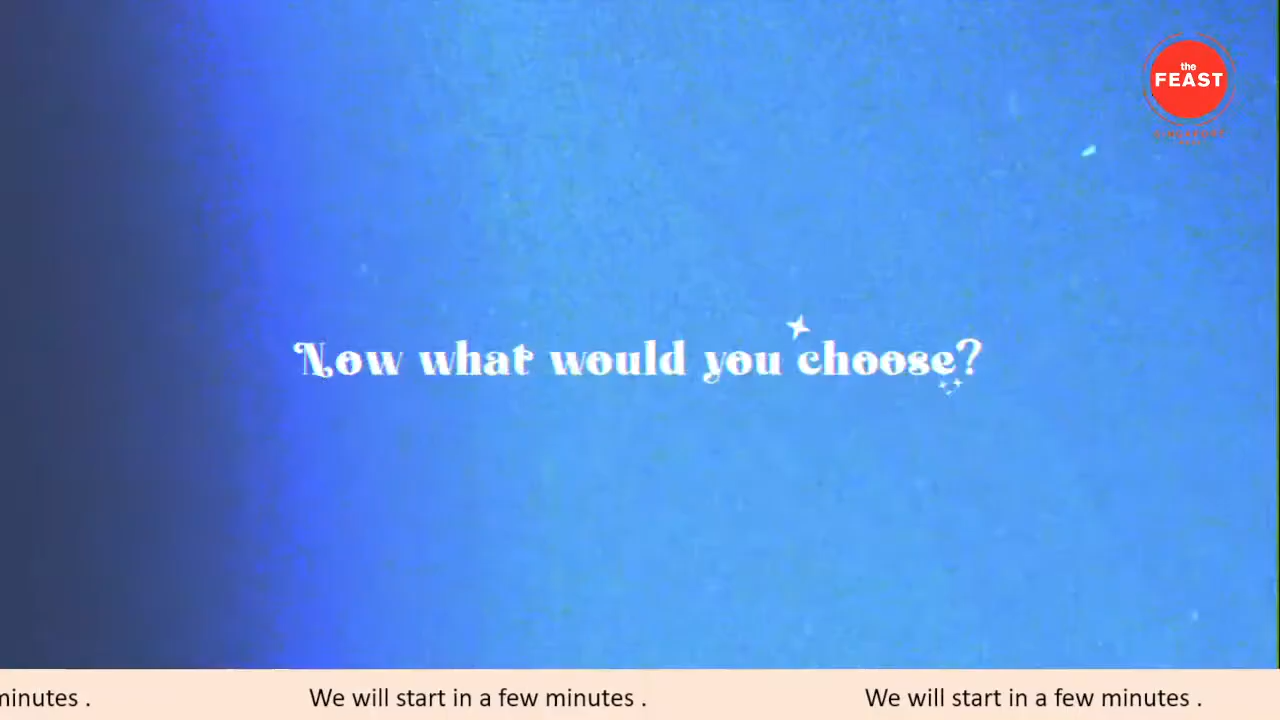 the
FEAST
SINGAPORE
Now what would you choose?
minutes .
We will start in a few minutes .
We will start in a few minutes .